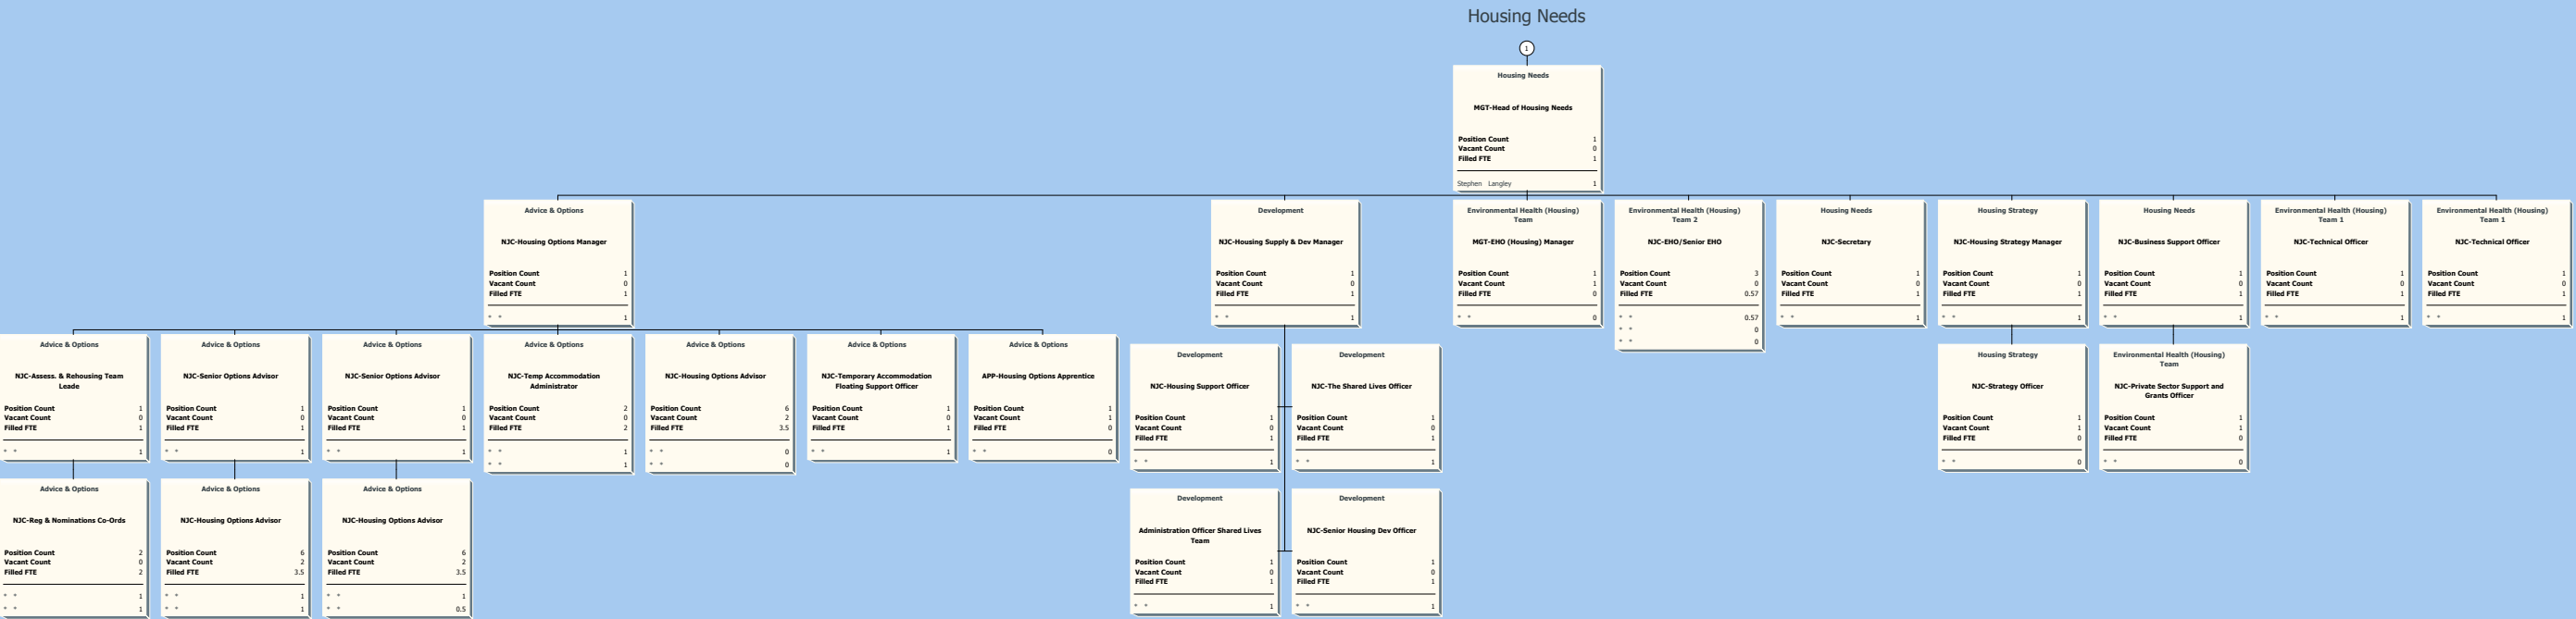 Housing Needs
1
Housing Needs
MGT-Head of Housing Needs
Position Count 1
Vacant Count 0
Filled FTE 1
Stephen Langley 1
Advice & Options
NJC-Housing Options Manager
Position Count 1
Vacant Count 0
Filled FTE 1
* * 1
Development
NJC-Housing Supply & Dev Manager
Position Count 1
Vacant Count 0
Filled FTE 1
* * 1
Environmental Health (Housing)
Team
MGT-EHO (Housing) Manager
Position Count 1
Vacant Count 1
Filled FTE 0
* * 0
Environmental Health (Housing)
Team 2
NJC-EHO/Senior EHO
Position Count 3
Vacant Count 0
Filled FTE 0.57
* * 0.57
* * 0
* * 0
Housing Needs
NJC-Secretary
Position Count 1
Vacant Count 0
Filled FTE 1
* * 1
Housing Strategy
NJC-Housing Strategy Manager
Position Count 1
Vacant Count 0
Filled FTE 1
* * 1
Housing Needs
NJC-Business Support Officer
Position Count 1
Vacant Count 0
Filled FTE 1
* * 1
Environmental Health (Housing)
Team 1
NJC-Technical Officer
Position Count 1
Vacant Count 0
Filled FTE 1
* * 1
Environmental Health (Housing)
Team 1
NJC-Technical Officer
Position Count 1
Vacant Count 0
Filled FTE 1
* * 1
Advice & Options
NJC-Assess. & Rehousing Team
Leade
Position Count 1
Vacant Count 0
Filled FTE 1
* * 1
Advice & Options
NJC-Senior Options Advisor
Position Count 1
Vacant Count 0
Filled FTE 1
* * 1
Advice & Options
NJC-Senior Options Advisor
Position Count 1
Vacant Count 0
Filled FTE 1
* * 1
Advice & Options
NJC-Temp Accommodation
Administrator
Position Count 2
Vacant Count 0
Filled FTE 2
* * 1
* * 1
Advice & Options
NJC-Housing Options Advisor
Position Count 6
Vacant Count 2
Filled FTE 3.5
* * 0
* * 0
Advice & Options
NJC-Temporary Accommodation
Floating Support Officer
Position Count 1
Vacant Count 0
Filled FTE 1
* * 1
Advice & Options
APP-Housing Options Apprentice
Position Count 1
Vacant Count 1
Filled FTE 0
* * 0
Development
NJC-Housing Support Officer
Position Count 1
Vacant Count 0
Filled FTE 1
* * 1
Development
NJC-The Shared Lives Officer
Position Count 1
Vacant Count 0
Filled FTE 1
* * 1
Housing Strategy
NJC-Strategy Officer
Position Count 1
Vacant Count 1
Filled FTE 0
* * 0
Environmental Health (Housing)
Team
NJC-Private Sector Support and
Grants Officer
Position Count 1
Vacant Count 1
Filled FTE 0
* * 0
Advice & Options
NJC-Reg & Nominations Co-Ords
Position Count 2
Vacant Count 0
Filled FTE 2
* * 1
* * 1
Advice & Options
NJC-Housing Options Advisor
Position Count 6
Vacant Count 2
Filled FTE 3.5
* * 1
* * 1
Advice & Options
NJC-Housing Options Advisor
Position Count 6
Vacant Count 2
Filled FTE 3.5
* * 1
* * 0.5
Development
Administration Officer Shared Lives
Team
Position Count 1
Vacant Count 0
Filled FTE 1
* * 1
Development
NJC-Senior Housing Dev Officer
Position Count 1
Vacant Count 0
Filled FTE 1
* * 1